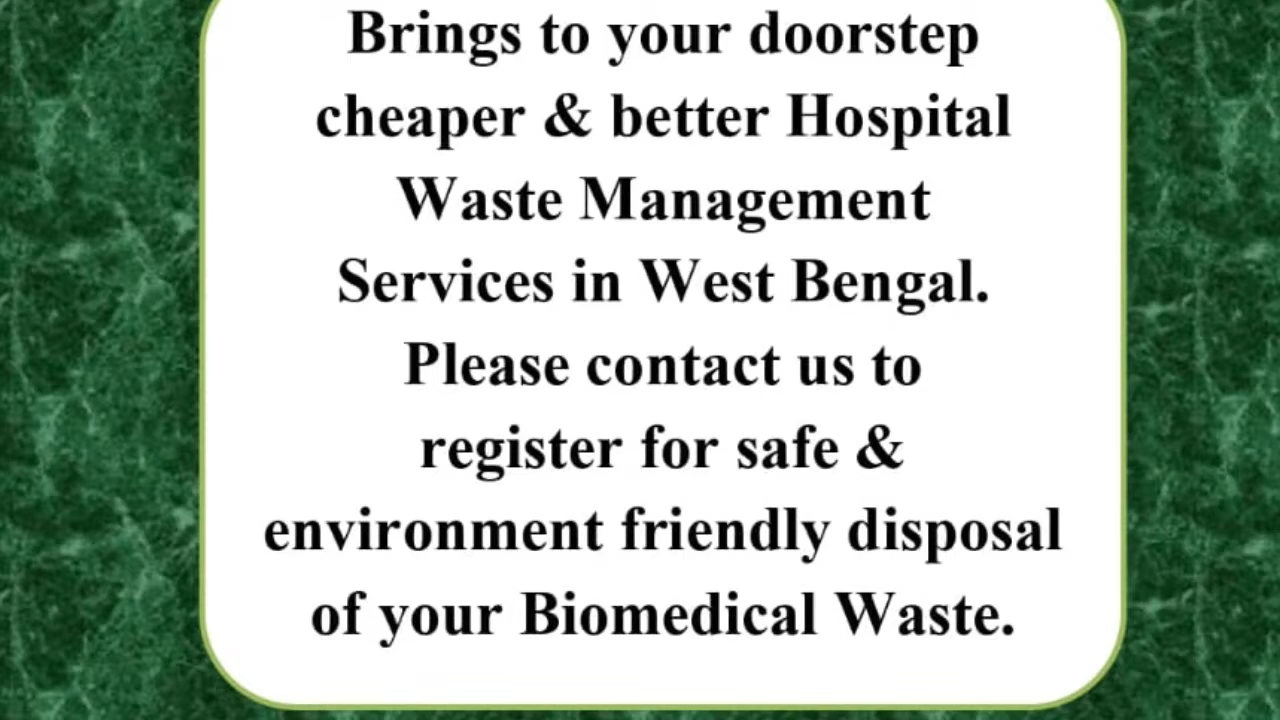 Brings to your doorstep
cheaper & better Hospital
Waste Management
Services in West Bengal.
Please contact us to
register for safe &
environment friendly disposal
of your Biomedical Waste.